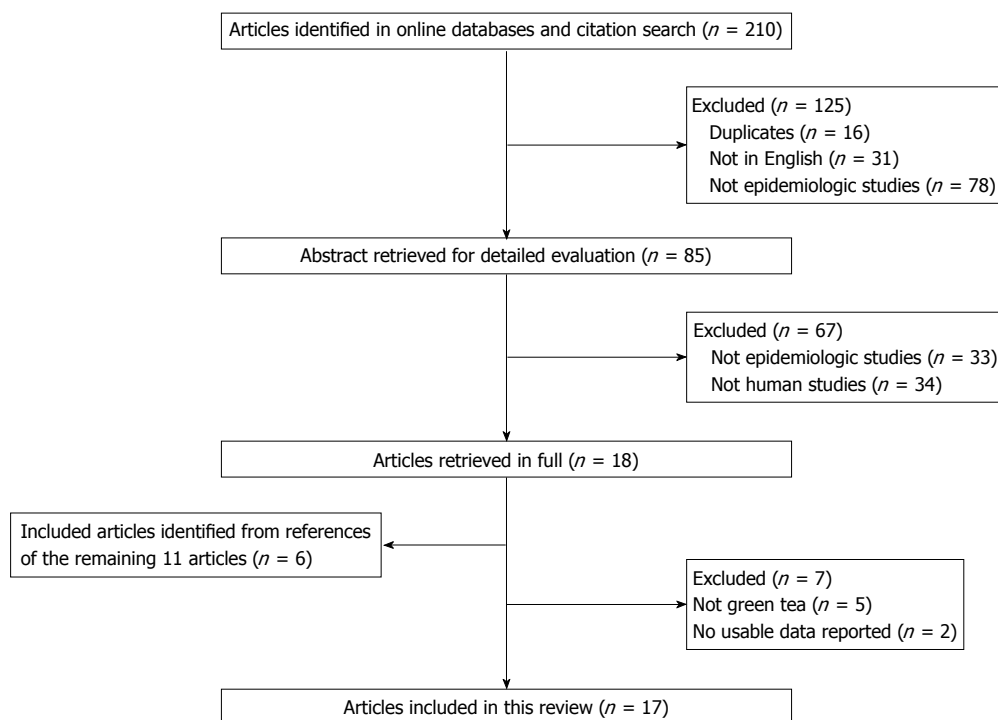 Articles identified in online databases and citation search (n = 210)
Excluded (n = 125)
Duplicates (n = 16)
Not in English (n = 31)
Not epidemiologic studies (n = 78)
Abstract retrieved for detailed evaluation (n = 85)
Excluded (n = 67)
Not epidemiologic studies (n = 33)
Not human studies (n = 34)
Articles retrieved in full (n = 18)
Included articles identified from references
of the remaining 11 articles (n = 6)
Excluded (n = 7)
Not green tea (n = 5)
No usable data reported (n = 2)
Articles included in this review (n = 17)